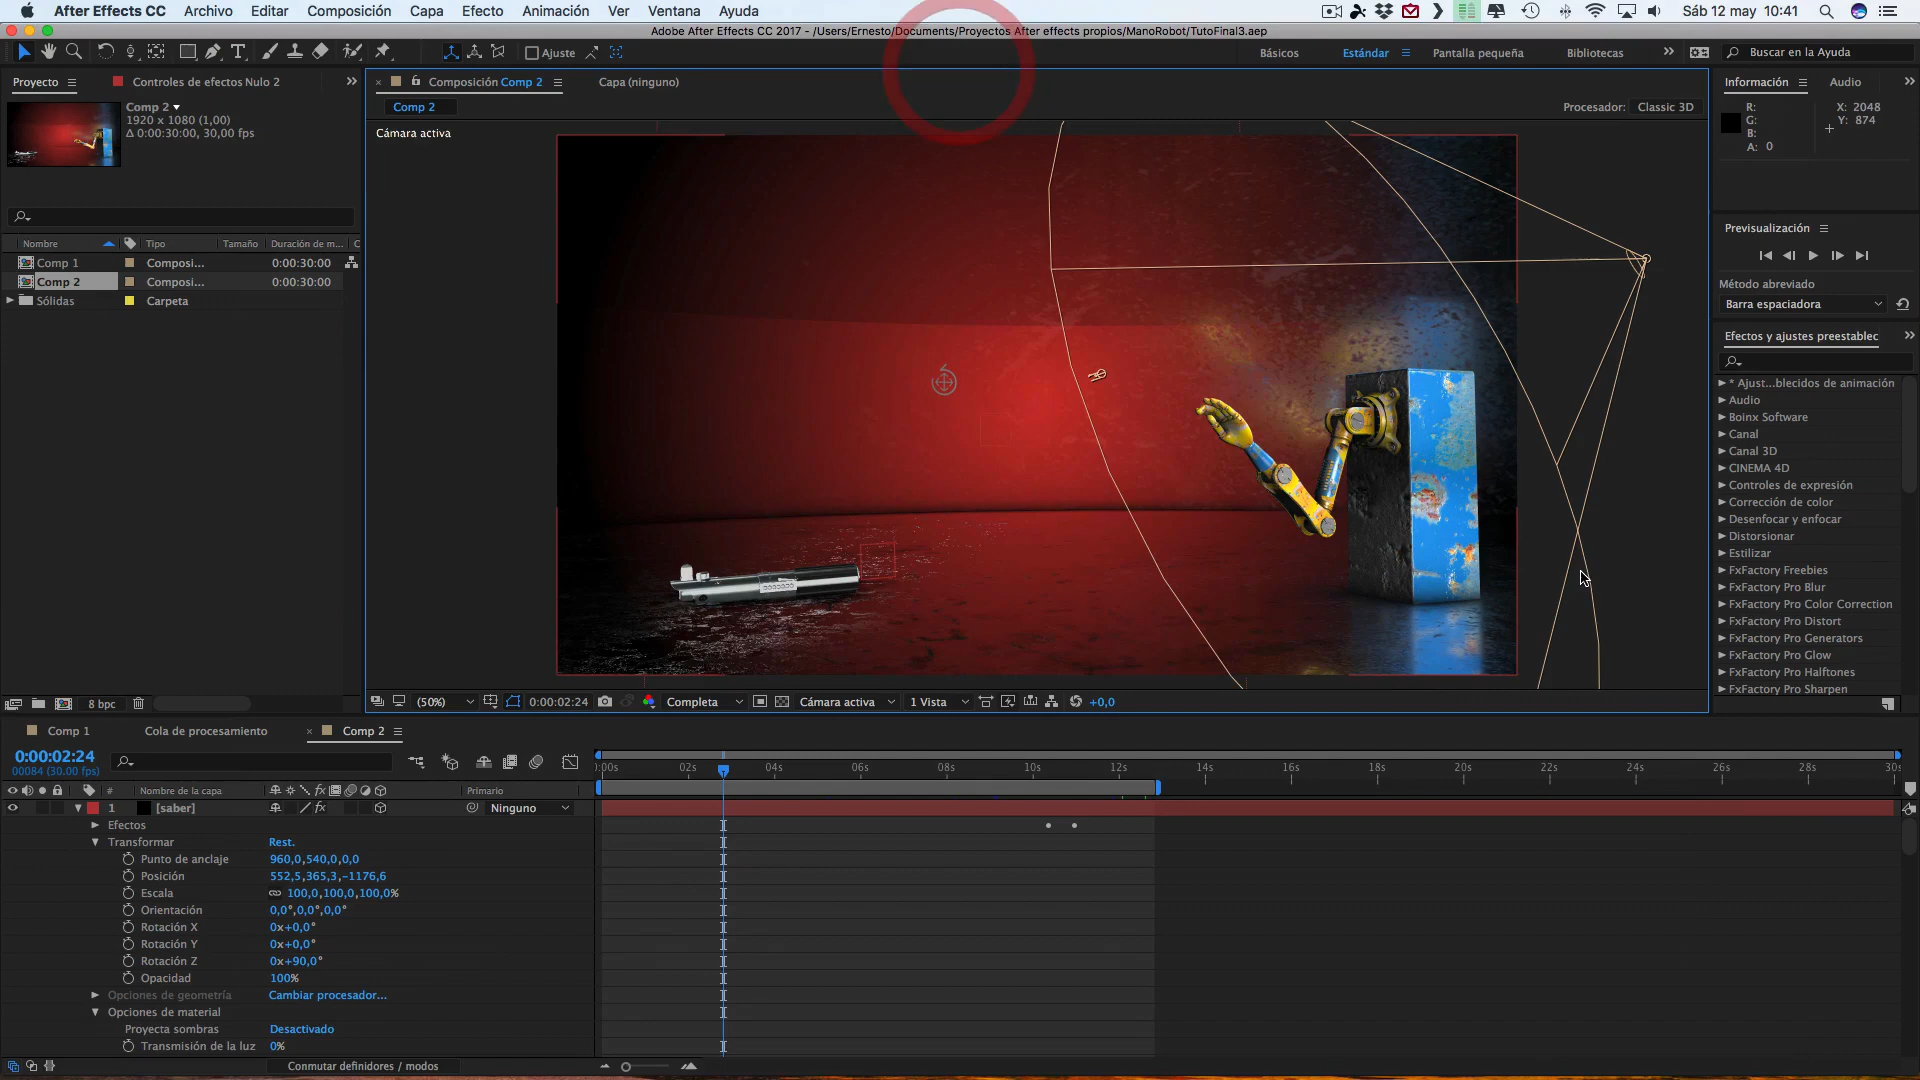 After Effects CC Archivo Editar Composición Capa Efecto Animación Ver Ventana Ayuda Sáb 12 may 10:41
Adobe After Effects CC 2017 - /Users/Ernesto/Documents/Proyectos After effects propios/ManoRobot/TutoFinal3.aep
Ajuste Básicos Estándar Pantalla pequeña Bibliotecas Buscar en la Ayuda
Proyecto Controles de efectos Nulo 2 Composición Comp 2 Capa (ninguno) Información Audio
Comp 2
1920 x 1080 (1,00)
Δ 0:00:30:00, 30,00 fps
Comp 2 Procesador: Classic 3D
Cámara activa
R:
G:
B:
A: 0
X: 2048
Y: 874
Previsualización
Método abreviado
Barra espaciadora
Efectos y ajustes preestablec
* Ajust...blecidos de animación
Audio
Boinx Software
Canal
Canal 3D
CINEMA 4D
Controles de expresión
Corrección de color
Desenfocar y enfocar
Distorsionar
Estilizar
FxFactory Freebies
FxFactory Pro Blur
FxFactory Pro Color Correction
FxFactory Pro Distort
FxFactory Pro Generators
FxFactory Pro Glow
FxFactory Pro Halftones
FxFactory Pro Sharpen
Nombre Tipo Tamaño Duración de m... C
Comp 1 Composi... 0:00:30:00
Comp 2 Composi... 0:00:30:00
Sólidas Carpeta
8 bpc
(50%) 0:00:02:24 Completa Cámara activa 1 Vista +0,0
Comp 1 Cola de procesamiento Comp 2
0:00:02:24
00084 (30.00 fps)
:00s 02s 04s 06s 08s 10s 12s 14s 16s 18s 20s 22s 24s 26s 28s 30s
# Nombre de la capa Primario
1 [saber] Ninguno
Efectos
Transformar Rest.
Punto de anclaje 960,0,540,0,0,0
Posición 552,5,365,3,-1176,6
Escala 100,0,100,0,100,0%
Orientación 0,0°,0,0°,0,0°
Rotación X 0x+0,0°
Rotación Y 0x+0,0°
Rotación Z 0x+90,0°
Opacidad 100%
Opciones de geometría Cambiar procesador...
Opciones de material
Proyecta sombras Desactivado
Transmisión de la luz 0%
Conmutar definidores / modos